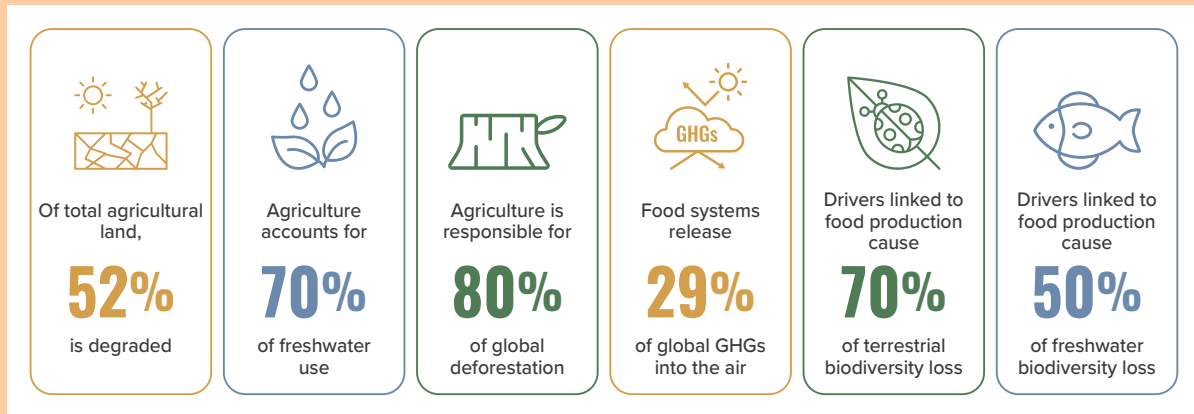 Of total agricultural
land,
52%
is degraded
Agriculture
accounts for
70%
of freshwater
use
Agriculture is
responsible for
80%
of global
deforestation
GHGs
Food systems
release
29%
of global GHGs
into the air
Drivers linked to
food production
cause
70%
of terrestrial
biodiversity loss
Drivers linked to
food production
cause
50%
of freshwater
biodiversity loss